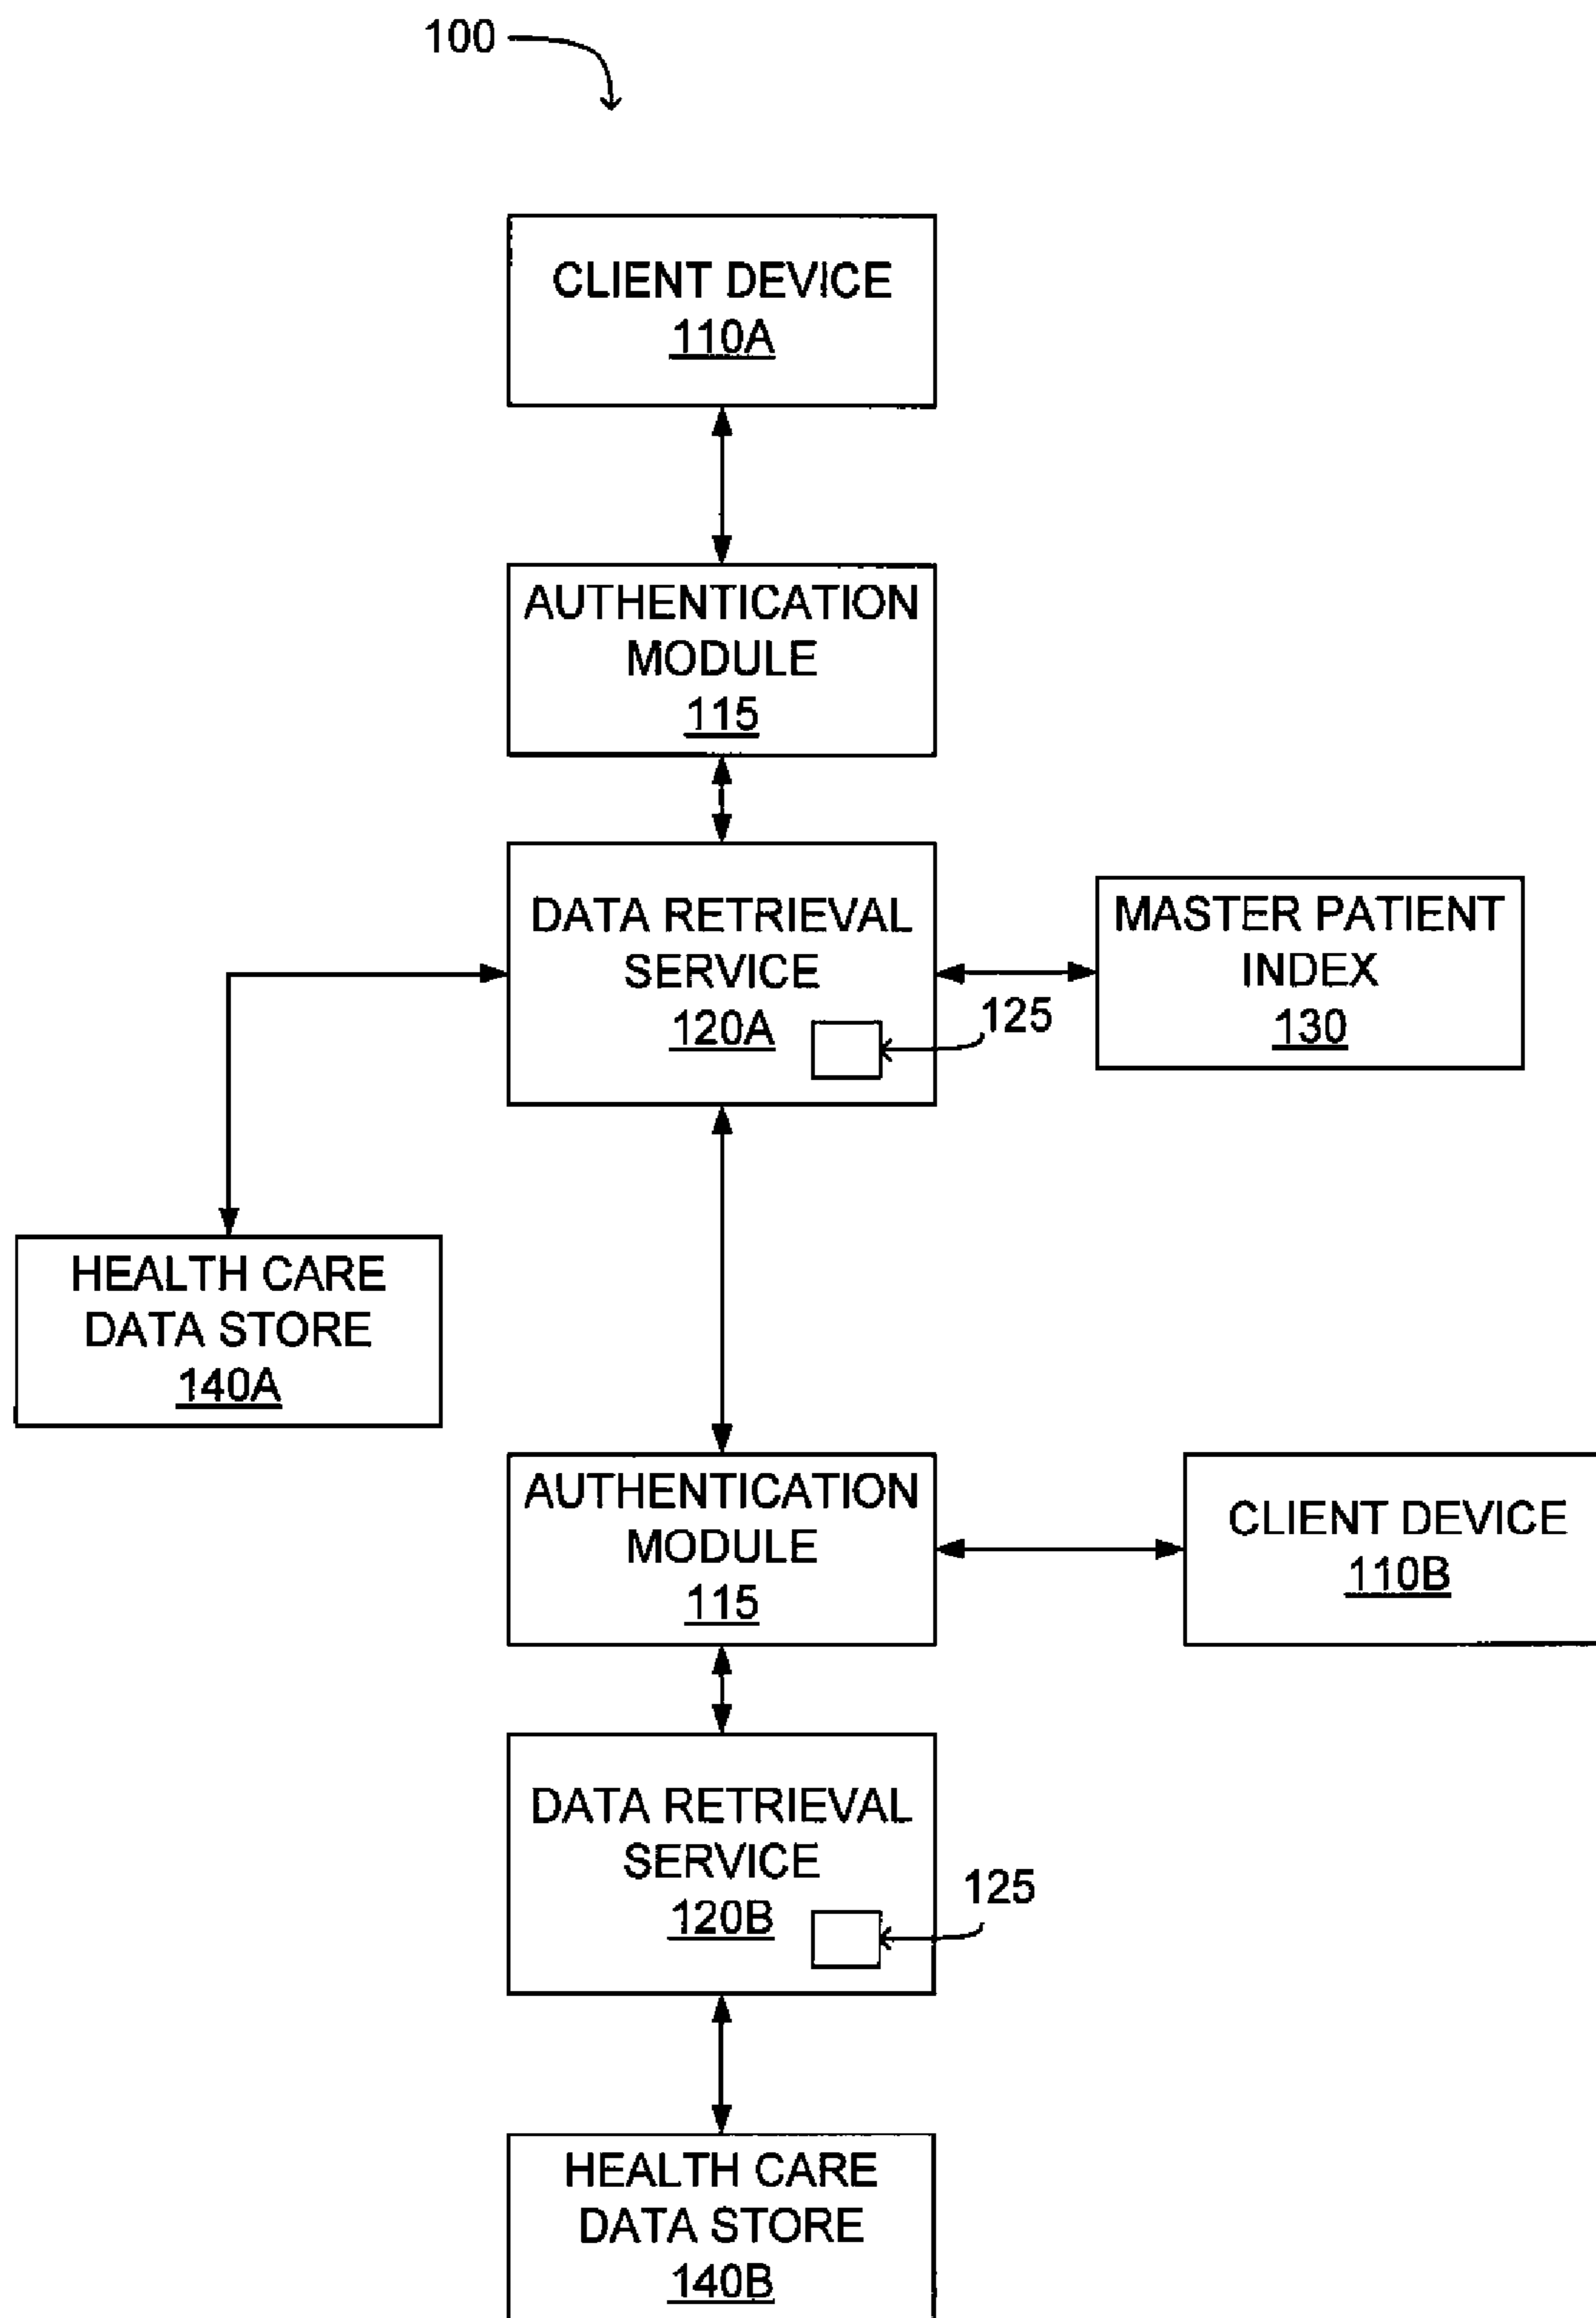 100
CLIENT DEVICE
110A
AUTHENTICATION
MODULE
115
DATA RETRIEVAL
SERVICE
120A
125
MASTER PATIENT
INDEX
130
HEALTH CARE
DATA STORE
140A
AUTHENTICATION
MODULE
115
CLIENT DEVICE
110B
DATA RETRIEVAL
SERVICE
120B
125
HEALTH CARE
DATA STORE
140B